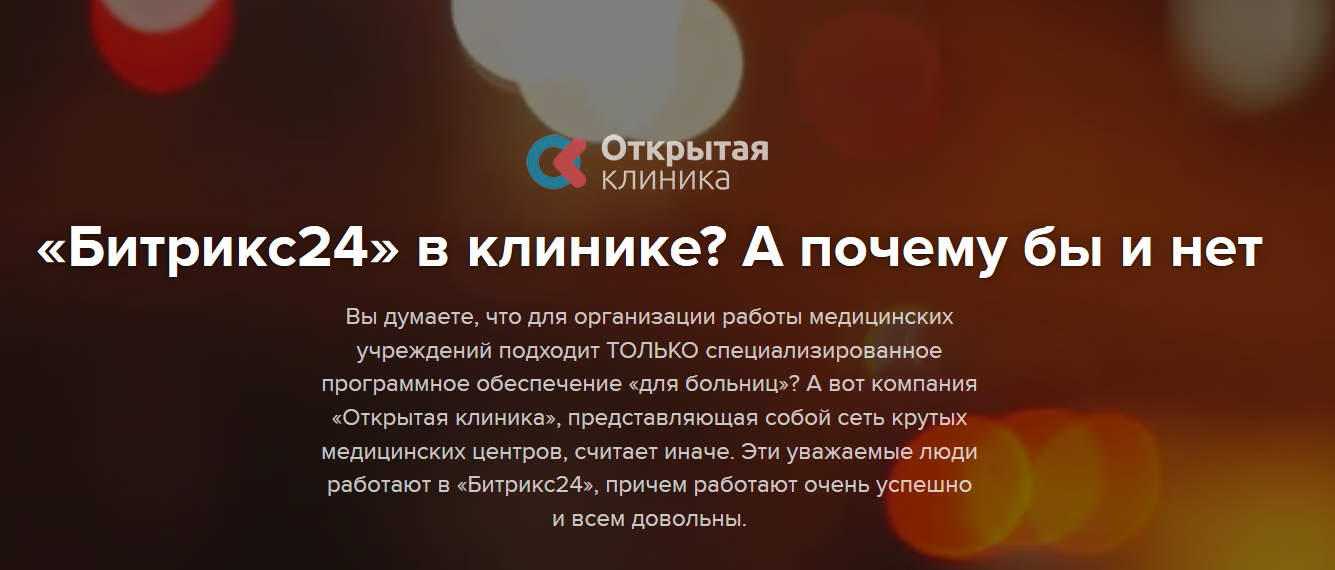 Открытая
клиника
«Битрикс24» в клинике? А почему бы и нет
Вы думаете, что для организации работы медицинских
учреждений подходит ТОЛЬКО специализированное
программное обеспечение «для больниц»? А вот компания
«Открытая клиника», представляющая собой сеть крутых
медицинских центров, считает иначе. Эти уважаемые люди
работают в «Битрикс24», причем работают очень успешно
и всем довольны.